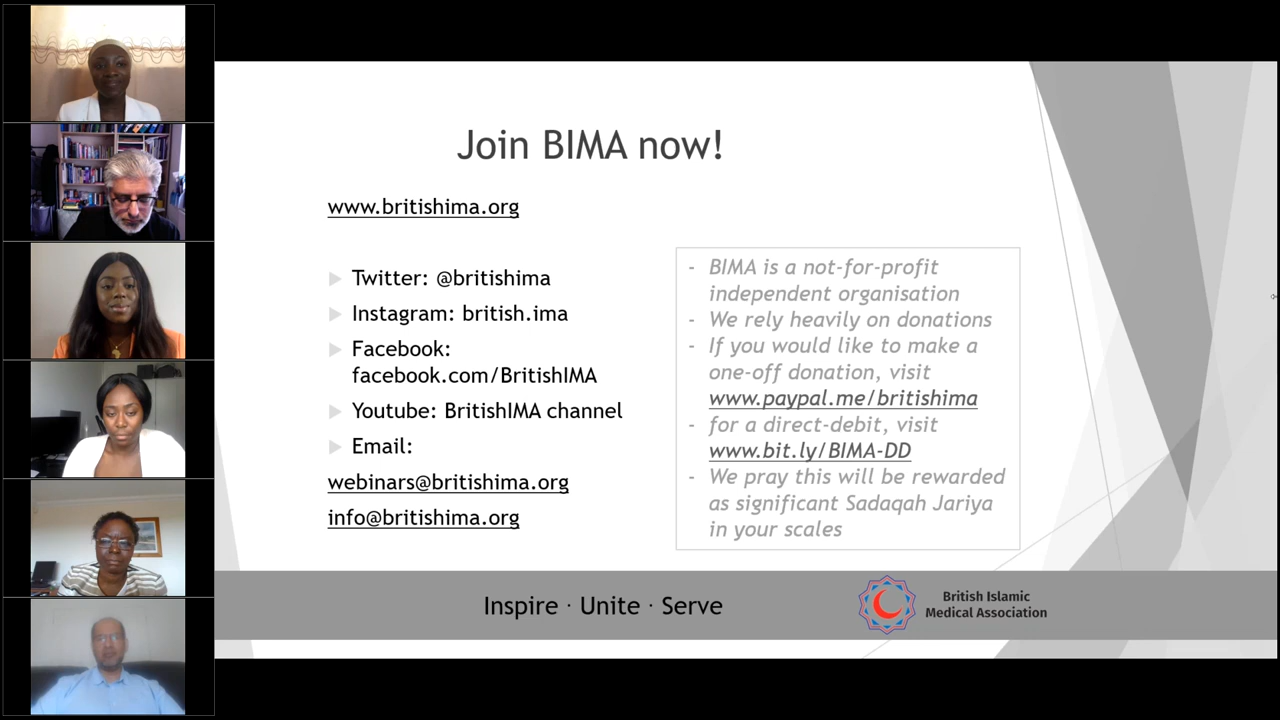 Join BIMA now!
www.britishima.org
Twitter: @britishima
Instagram: british.ima
Facebook:
facebook.com/BritishIMA
Youtube: BritishIMA channel
Email:
webinars@britishima.org
info@britishima.org
- BIMA is a not-for-profit
independent organisation
- We rely heavily on donations
- If you would like to make a
one-off donation, visit
www.paypal.me/britishima
- for a direct-debit, visit
www.bit.ly/BIMA-DD
- We pray this will be rewarded
as significant Sadaqah Jariya
in your scales
Inspire · Unite · Serve
British Islamic
Medical Association